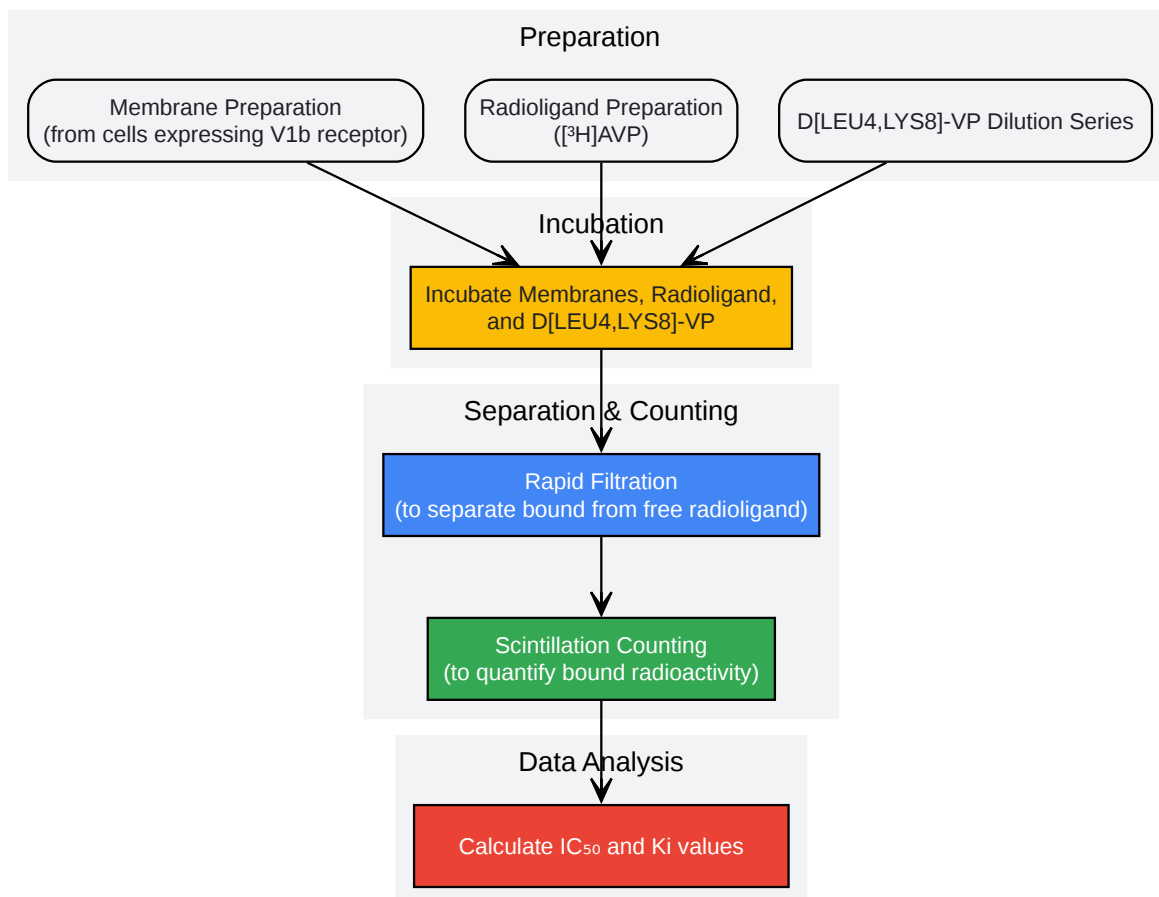 Preparation
Membrane Preparation
(from cells expressing V1b receptor)
Radioligand Preparation
([³H]AVP)
D[LEU4,LYS8]-VP Dilution Series
Incubation
Incubate Membranes, Radioligand,
and D[LEU4,LYS8]-VP
Separation & Counting
Rapid Filtration
(to separate bound from free radioligand)
Scintillation Counting
(to quantify bound radioactivity)
Data Analysis
Calculate IC₅₀ and Ki values